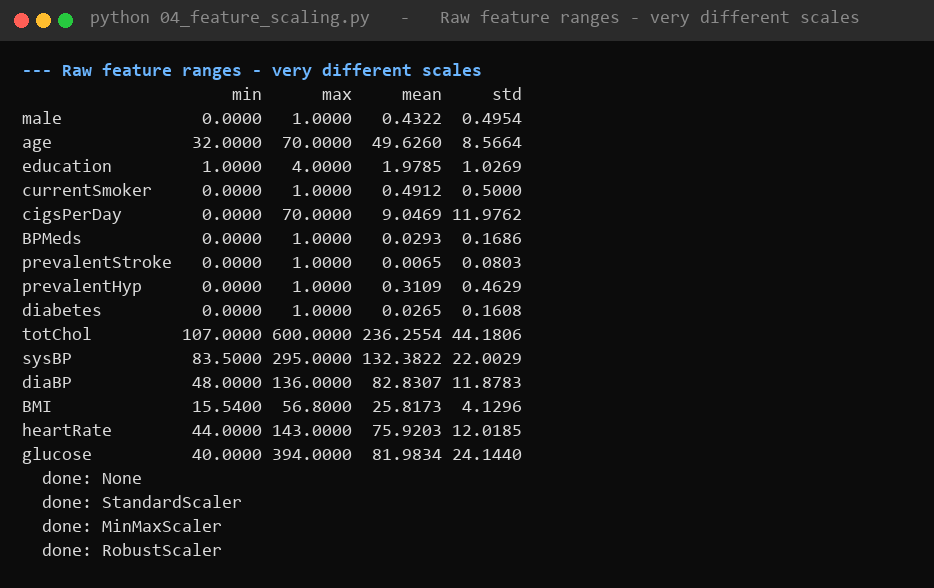 python 04_feature_scaling.py   -   Raw feature ranges - very different scales
--- Raw feature ranges - very different scales
                     min      max     mean     std
male              0.0000   1.0000   0.4322  0.4954
age              32.0000  70.0000  49.6260  8.5664
education         1.0000   4.0000   1.9785  1.0269
currentSmoker     0.0000   1.0000   0.4912  0.5000
cigsPerDay        0.0000  70.0000   9.0469 11.9762
BPMeds            0.0000   1.0000   0.0293  0.1686
prevalentStroke   0.0000   1.0000   0.0065  0.0803
prevalentHyp      0.0000   1.0000   0.3109  0.4629
diabetes          0.0000   1.0000   0.0265  0.1608
totChol         107.0000 600.0000 236.2554 44.1806
sysBP            83.5000 295.0000 132.3822 22.0029
diaBP            48.0000 136.0000  82.8307 11.8783
BMI              15.5400  56.8000  25.8173  4.1296
heartRate        44.0000 143.0000  75.9203 12.0185
glucose          40.0000 394.0000  81.9834 24.1440
  done: None
  done: StandardScaler
  done: MinMaxScaler
  done: RobustScaler